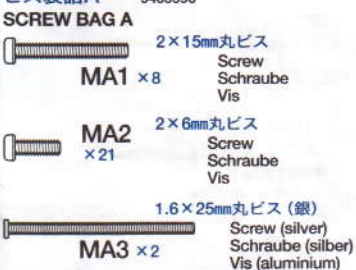 SCREW BAG A
2×15mm丸ビス
Screw
MA1 ×8
Schraube
Vis
2×6mm丸ビス
MA2
Screw
×21
Schraube
Vis
1.6×25mm丸ビス（銀）
Screw (silver)
MA3 ×2
Schraube (silber)
Vis (aluminium)